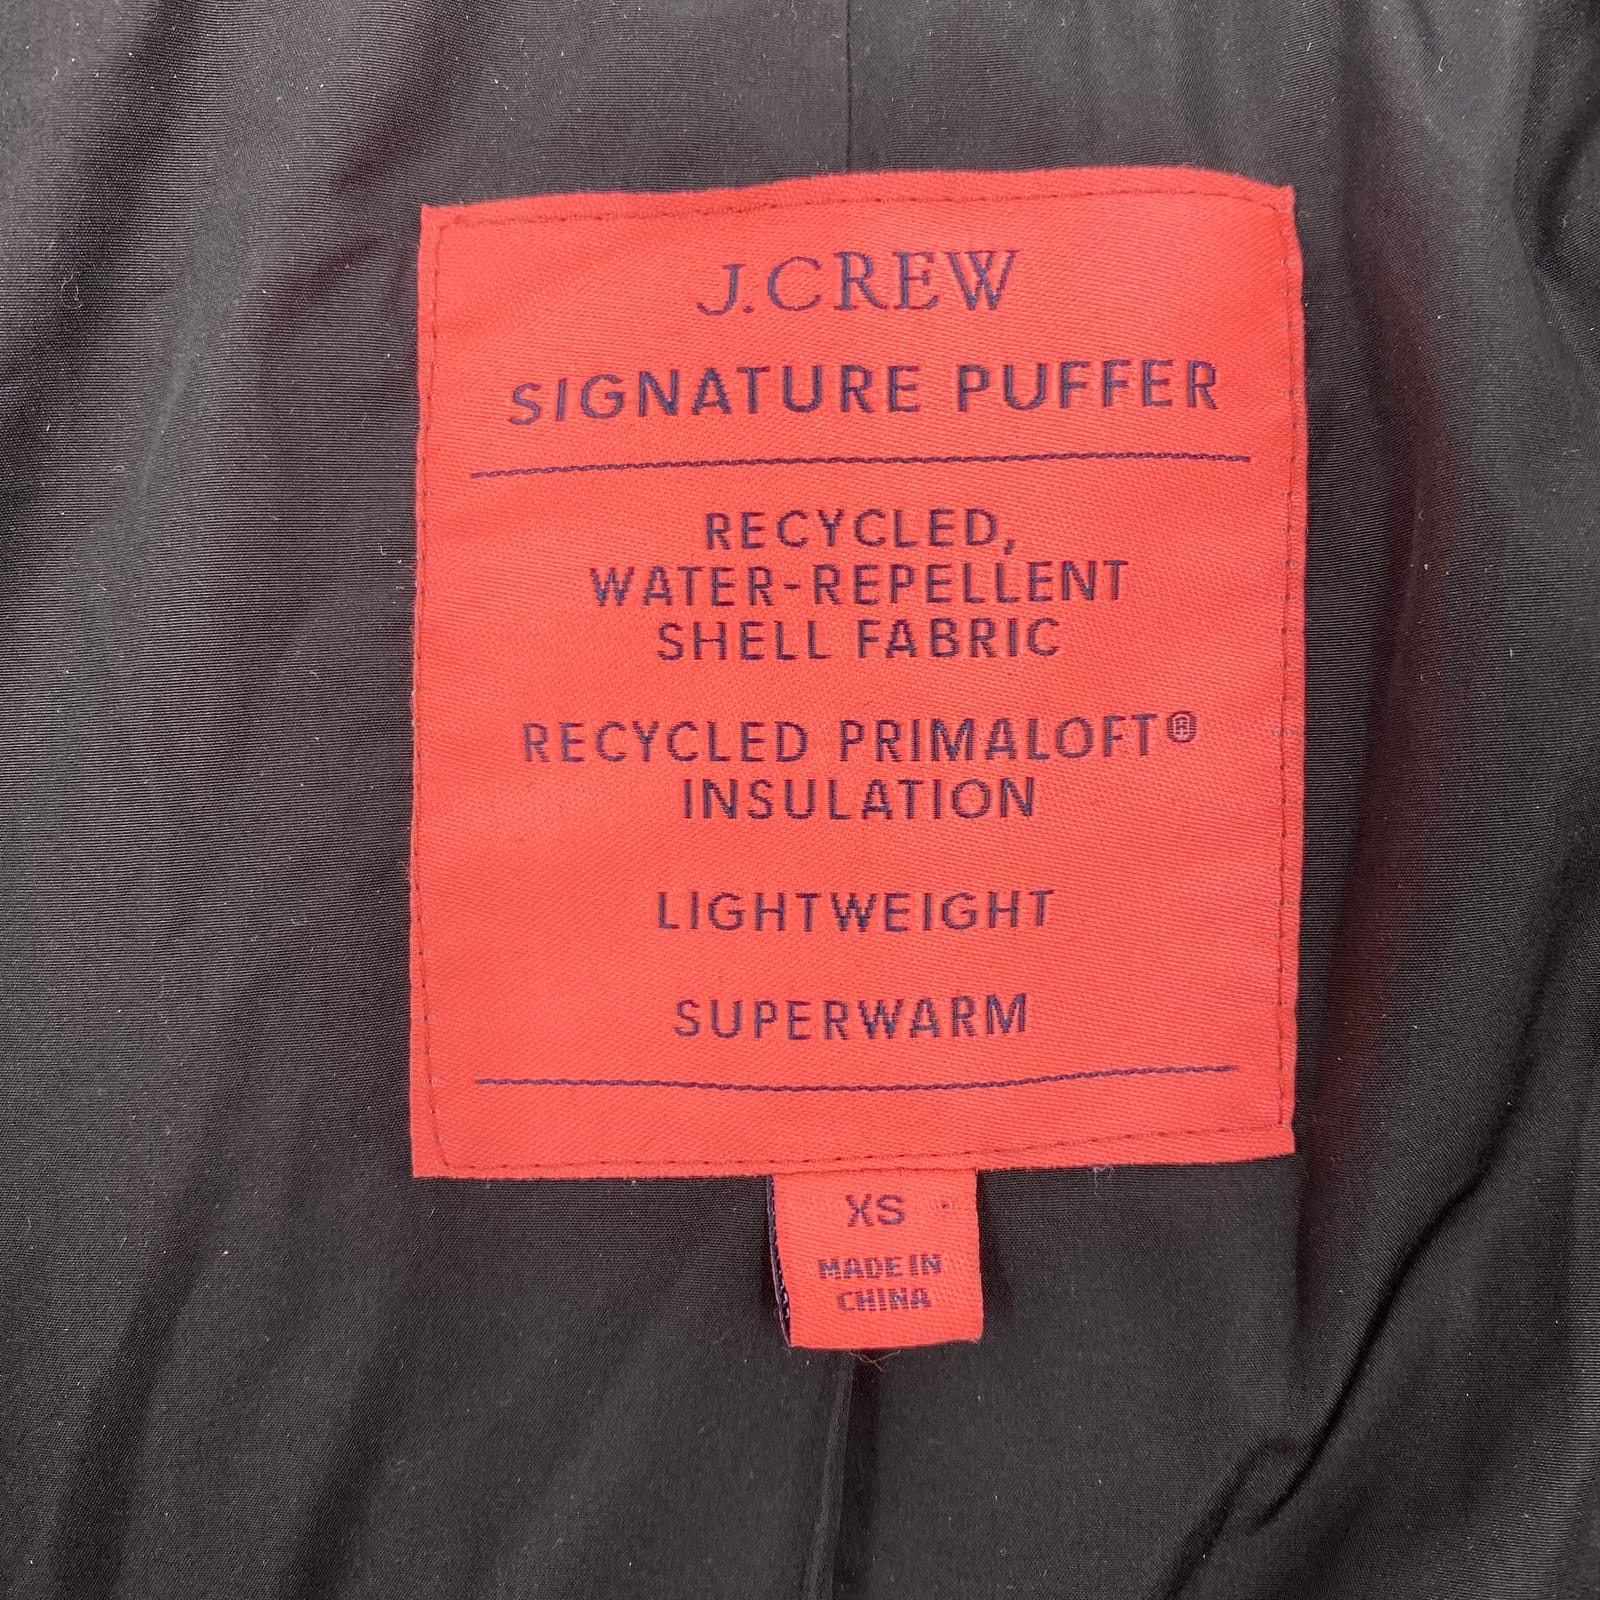 J.CREW
SIGNATURE PUFFER
RECYCLED,
WATER-REPELLENT
SHELL FABRIC
RECYCLED PRIMALOFT®
INSULATION
LIGHTWEIGHT
SUPERWARM
XS
MADE IN
CHINA